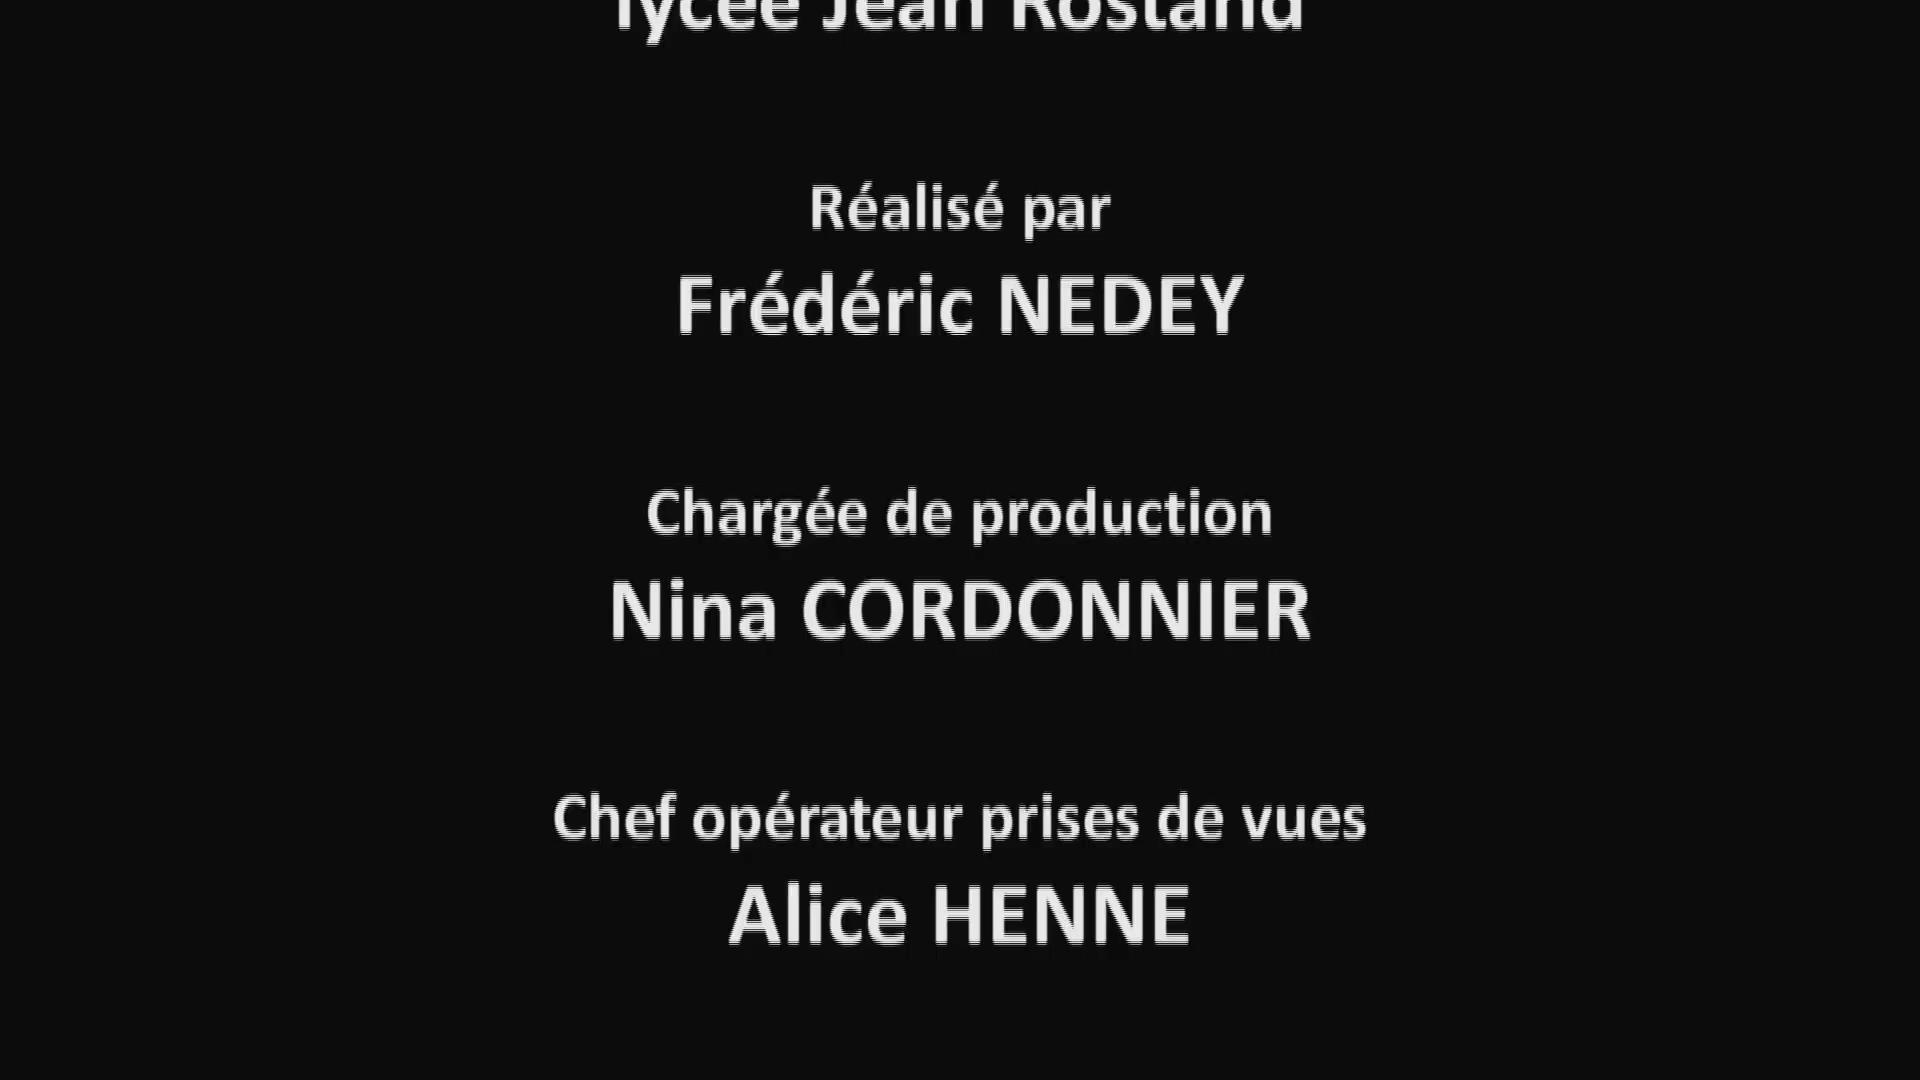 lycée Jean Rostand
Réalisé par
Frédéric NEDEY
Chargée de production
Nina CORDONNIER
Chef opérateur prises de vues
Alice HENNE